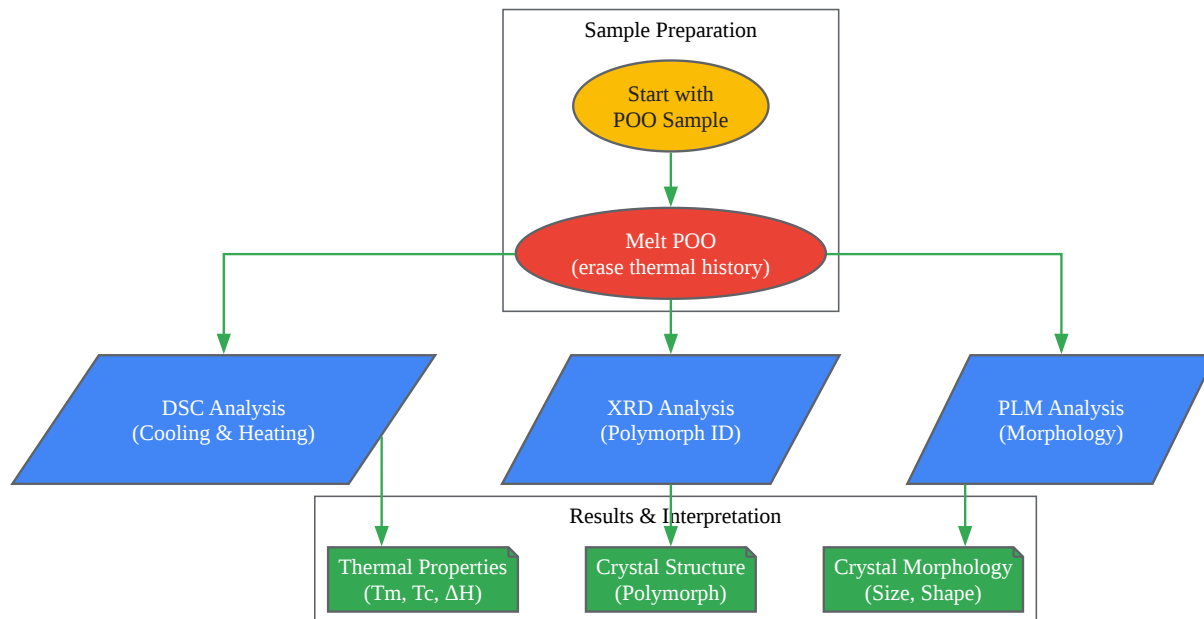 Sample Preparation
Start with
POO Sample
Melt POO
(erase thermal history)
DSC Analysis
(Cooling & Heating)
XRD Analysis
(Polymorph ID)
PLM Analysis
(Morphology)
Results & Interpretation
Thermal Properties
(Tm, Tc, ΔH)
Crystal Structure
(Polymorph)
Crystal Morphology
(Size, Shape)